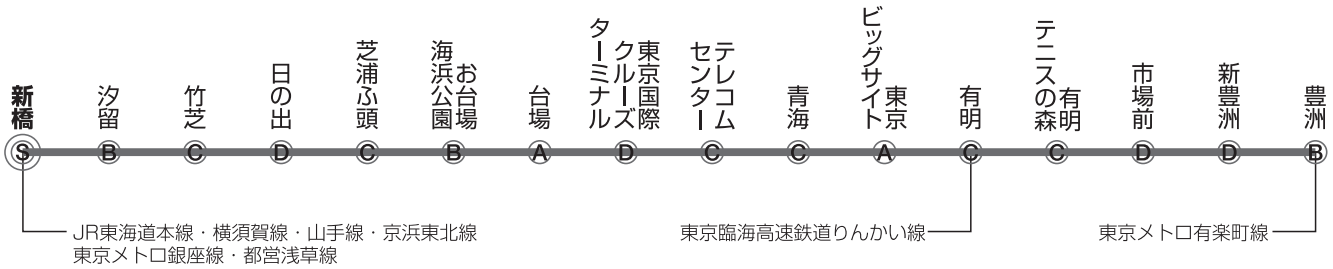 新橋
汐留
竹芝
日の出
芝浦ふ頭
お台場
海浜公園
台場
東京国際
クルーズ
ターミナル
テレコム
センター
青海
東京
ビッグサイト
有明
有明
テニスの森
市場前
新豊洲
豊洲
S B C D C B A D C C A C C D D B
JR東海道本線・横須賀線・山手線・京浜東北線
東京メトロ銀座線・都営浅草線
東京臨海高速鉄道りんかい線
東京メトロ有楽町線